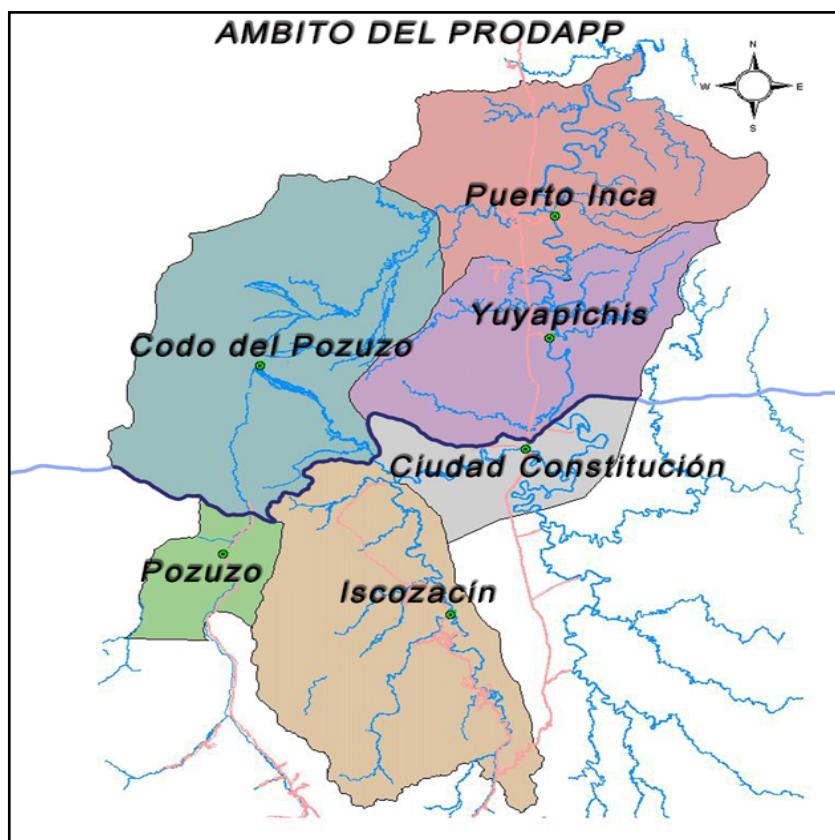 AMBITO DEL PRODAPP
N
W E
S
Puerto Inca
Yuyapichis
Codo del Pozuzo
Ciudad Constitución
Pozuzo
Iscozacín